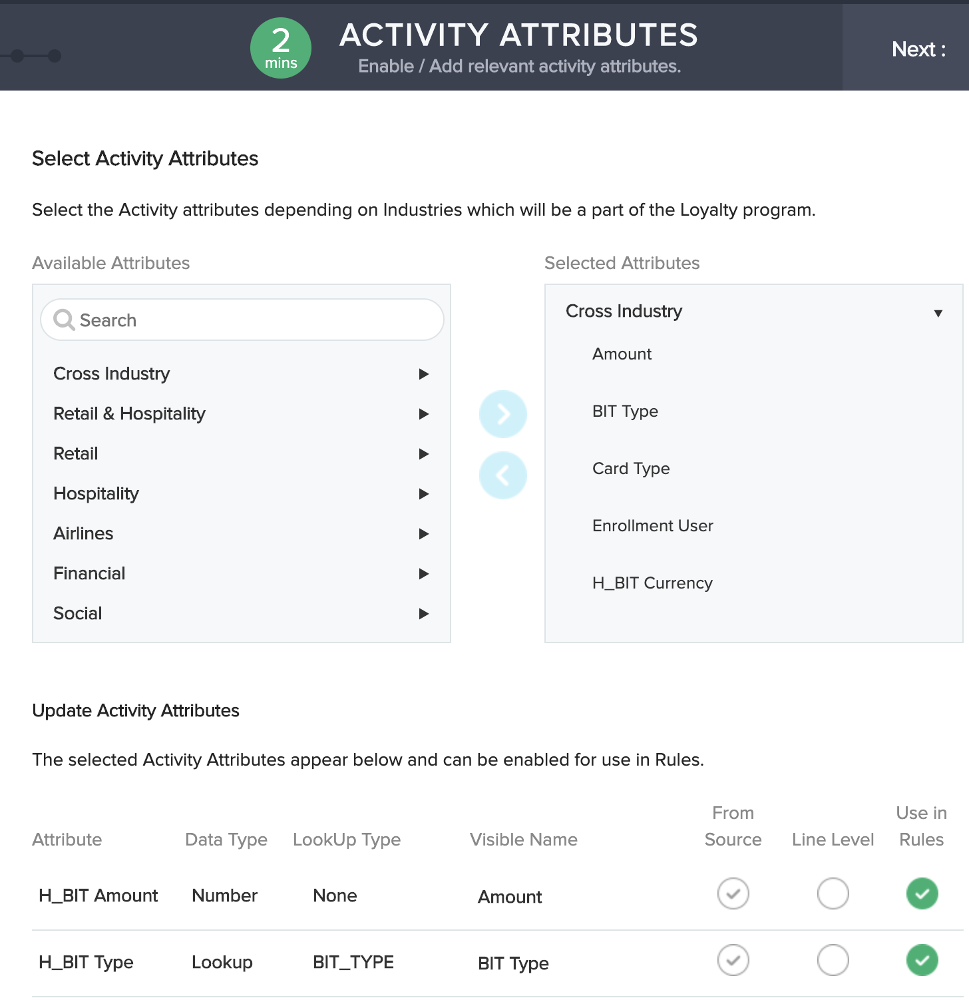 2
mins
ACTIVITY ATTRIBUTES
Enable / Add relevant activity attributes.
Next :
Select Activity Attributes
Select the Activity attributes depending on Industries which will be a part of the Loyalty program.
Available Attributes
Search
Cross Industry
Retail & Hospitality
Retail
Hospitality
Airlines
Financial
Social
Selected Attributes
Cross Industry
Amount
BIT Type
Card Type
Enrollment User
H_BIT Currency
Update Activity Attributes
The selected Activity Attributes appear below and can be enabled for use in Rules.
Attribute Data Type LookUp Type Visible Name From Source Line Level Use in Rules
H_BIT Amount Number None Amount
H_BIT Type Lookup BIT_TYPE BIT Type